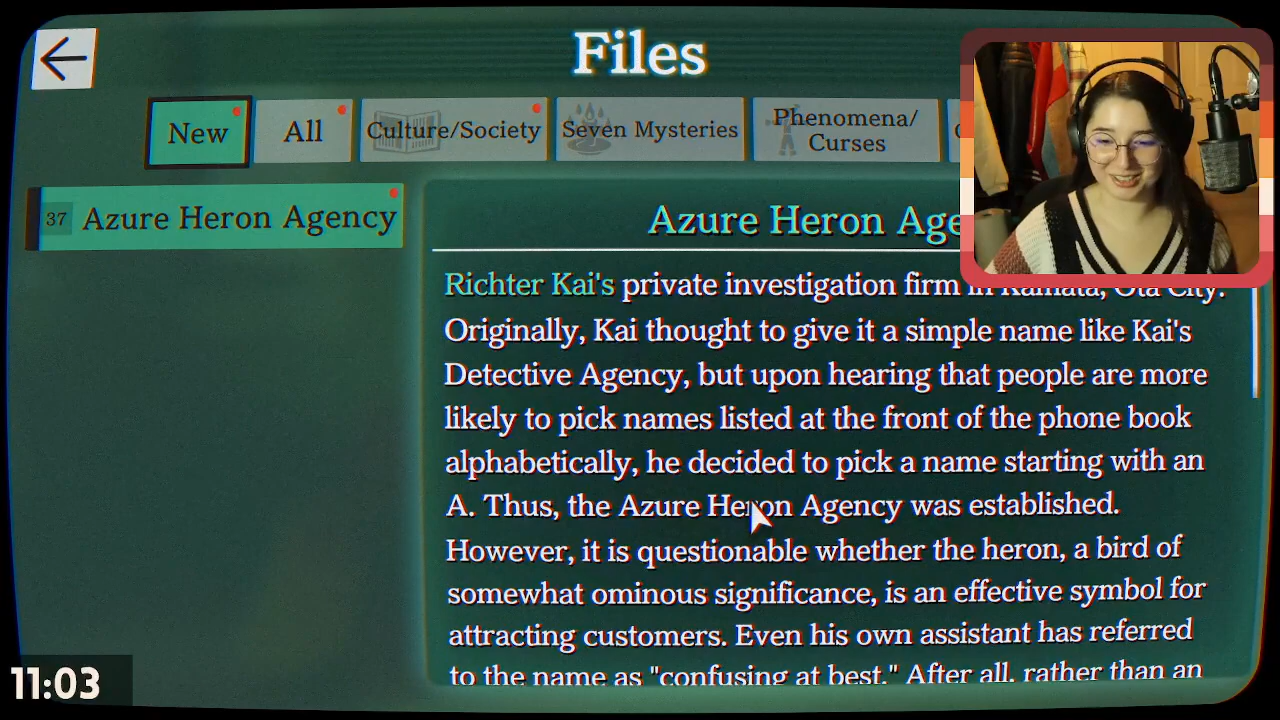 Files
New
All
Culture/Society
Seven Mysteries
Phenomena/
Curses
37 Azure Heron Agency
Azure Heron Age
Richter Kai's private investigation firm in Kamata, Ota City.
Originally, Kai thought to give it a simple name like Kai's
Detective Agency, but upon hearing that people are more
likely to pick names listed at the front of the phone book
alphabetically, he decided to pick a name starting with an
A. Thus, the Azure Heron Agency was established.
However, it is questionable whether the heron, a bird of
somewhat ominous significance, is an effective symbol for
attracting customers. Even his own assistant has referred
to the name as "confusing at best." After all, rather than an
11:03